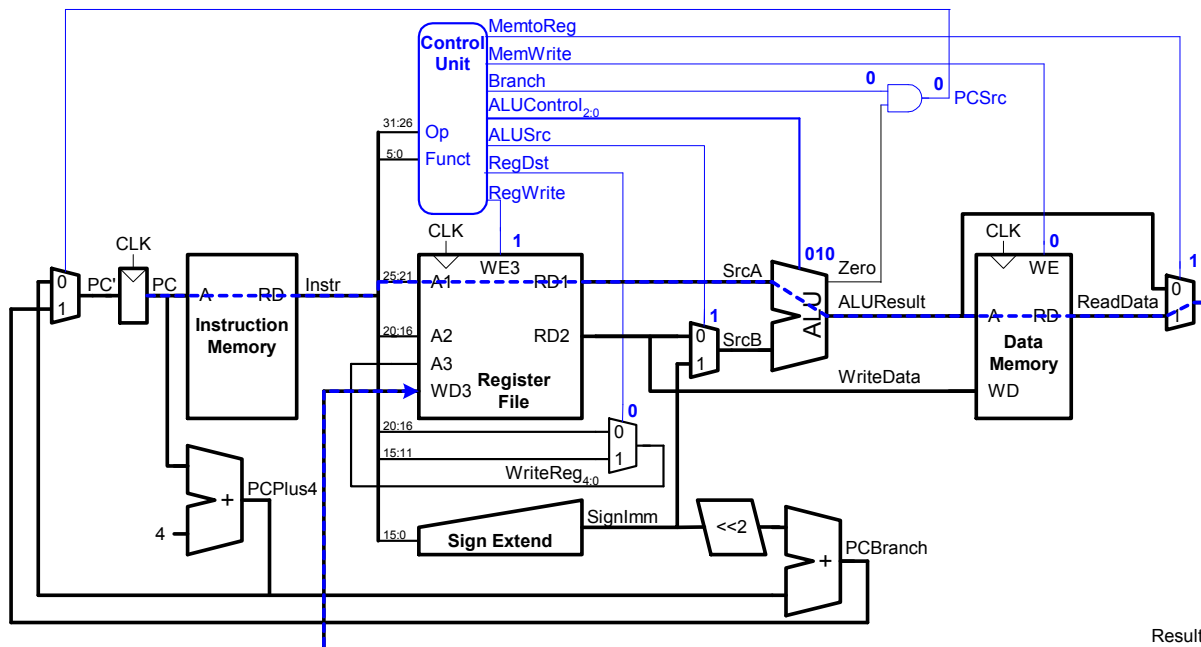 MemtoReg
Control
Unit
MemWrite
Branch
0
0
PCSrc
ALUControl2:0
31:26
Op
ALUSrc
5:0
Funct
RegDst
RegWrite
CLK
CLK
CLK
1
WE3
010
0
WE
1
0
1
PC'
PC
A
RD
Instr
Instruction
Memory
25:21
A1
RD1
SrcA
Zero
ALU
ALUResult
A
RD
ReadData
0
1
Data
Memory
WD
20:16
A2
RD2
0
1
1
SrcB
A3
WD3
Register
File
WriteData
0
20:16
0
15:11
1
WriteReg4:0
PCPlus4
+
4
SignImm
15:0
Sign Extend
<<2
+
PCBranch
Result